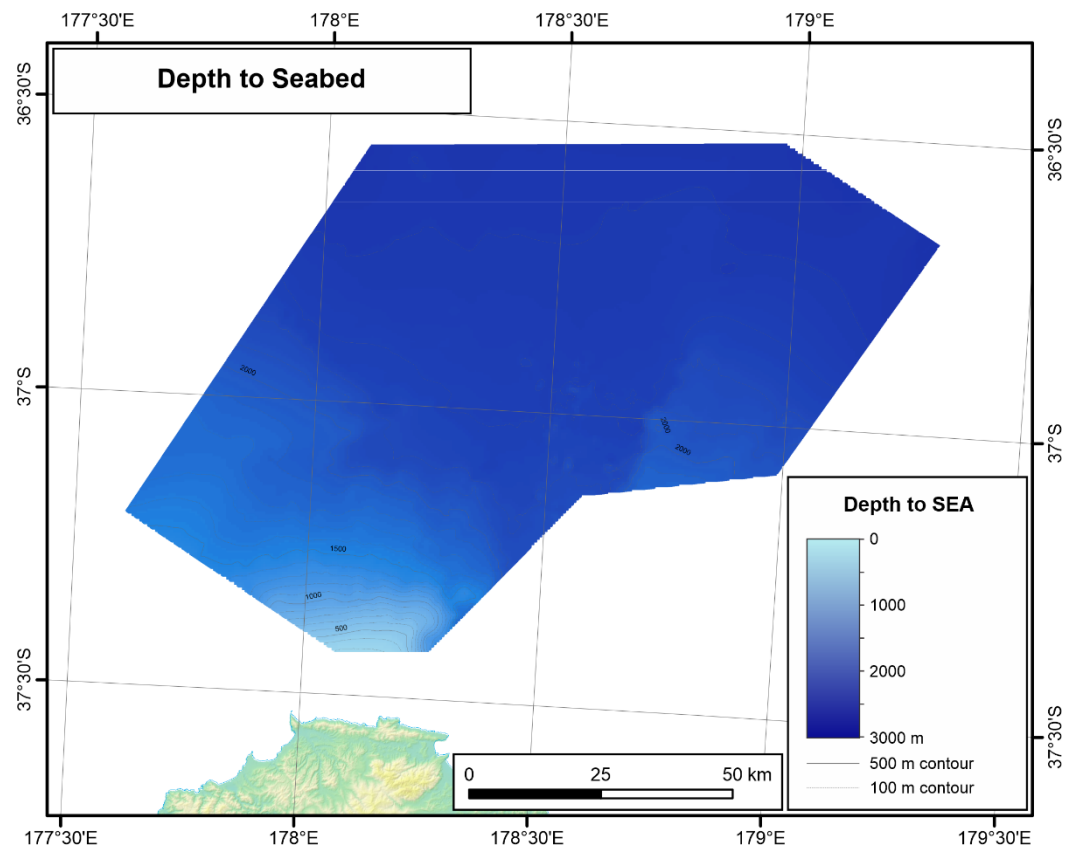 177°30'E 178°E 178°30'E 179°E
Depth to Seabed
36°30'S
36°30'S
2000
37°S
2000
2000
37°S
1500
1000
500
37°30'S
37°30'S
Depth to SEA
0
1000
2000
3000 m
500 m contour
100 m contour
0 25 50 km
177°30'E 178°E 178°30'E 179°E 179°30'E